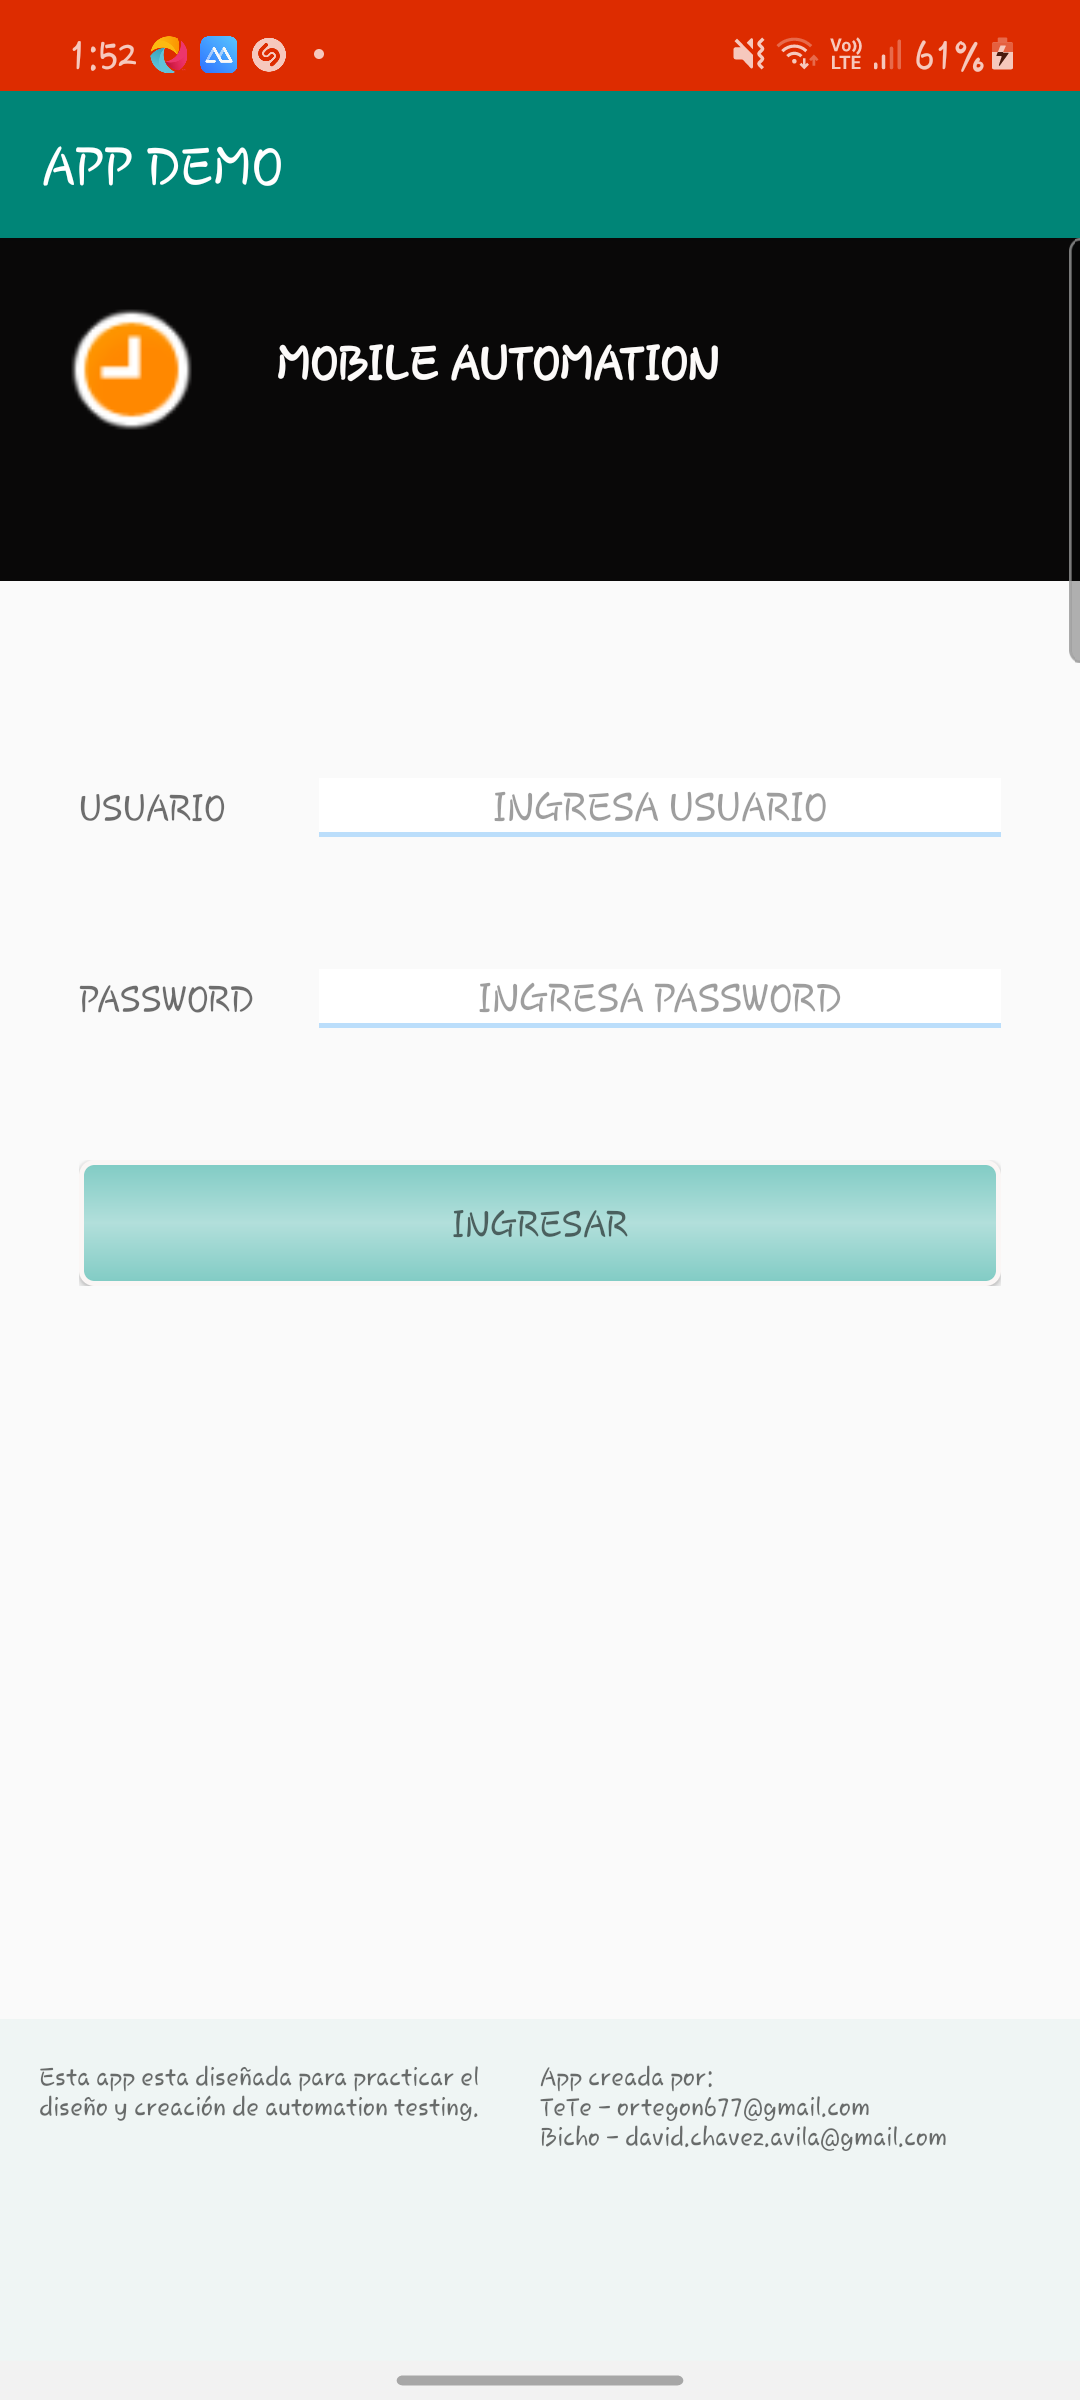 1:52
Vo)) LTE 61%
APP DEMO
MOBILE AUTOMATION
USUARIO
INGRESA USUARIO
PASSWORD
INGRESA PASSWORD
INGRESAR
Esta app esta diseñada para practicar el
diseño y creación de automation testing.
App creada por:
TeTe - ortegon677@gmail.com
Bicho - david.chavez.avila@gmail.com